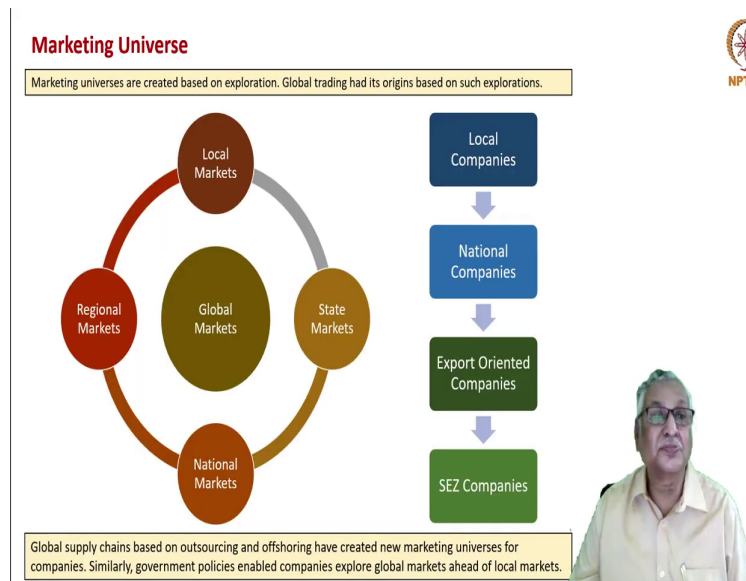 Marketing Universe
Marketing universes are created based on exploration. Global trading had its origins based on such explorations.
Local
Markets
Regional
Markets
Global
Markets
State
Markets
National
Markets
Local
Companies
National
Companies
Export Oriented
Companies
SEZ Companies
Global supply chains based on outsourcing and offshoring have created new marketing universes for
companies. Similarly, government policies enabled companies explore global markets ahead of local markets.